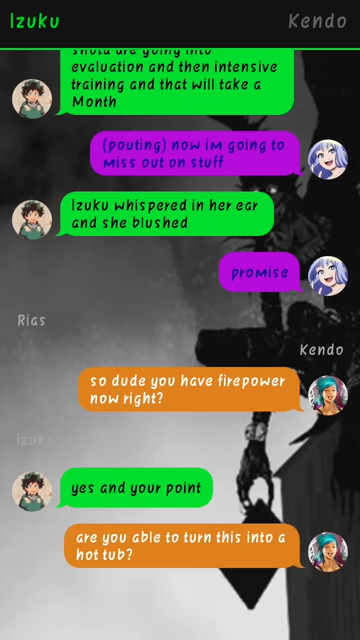 Izuku
Kendo
evaluation and then intensive
training and that will take a
Month
(pouting) now im going to
miss out on stuff
Izuku whispered in her ear
and she blushed
promise
Rias
Kendo
so dude you have firepower
now right?
Izuku
yes and your point
are you able to turn this into a
hot tub?